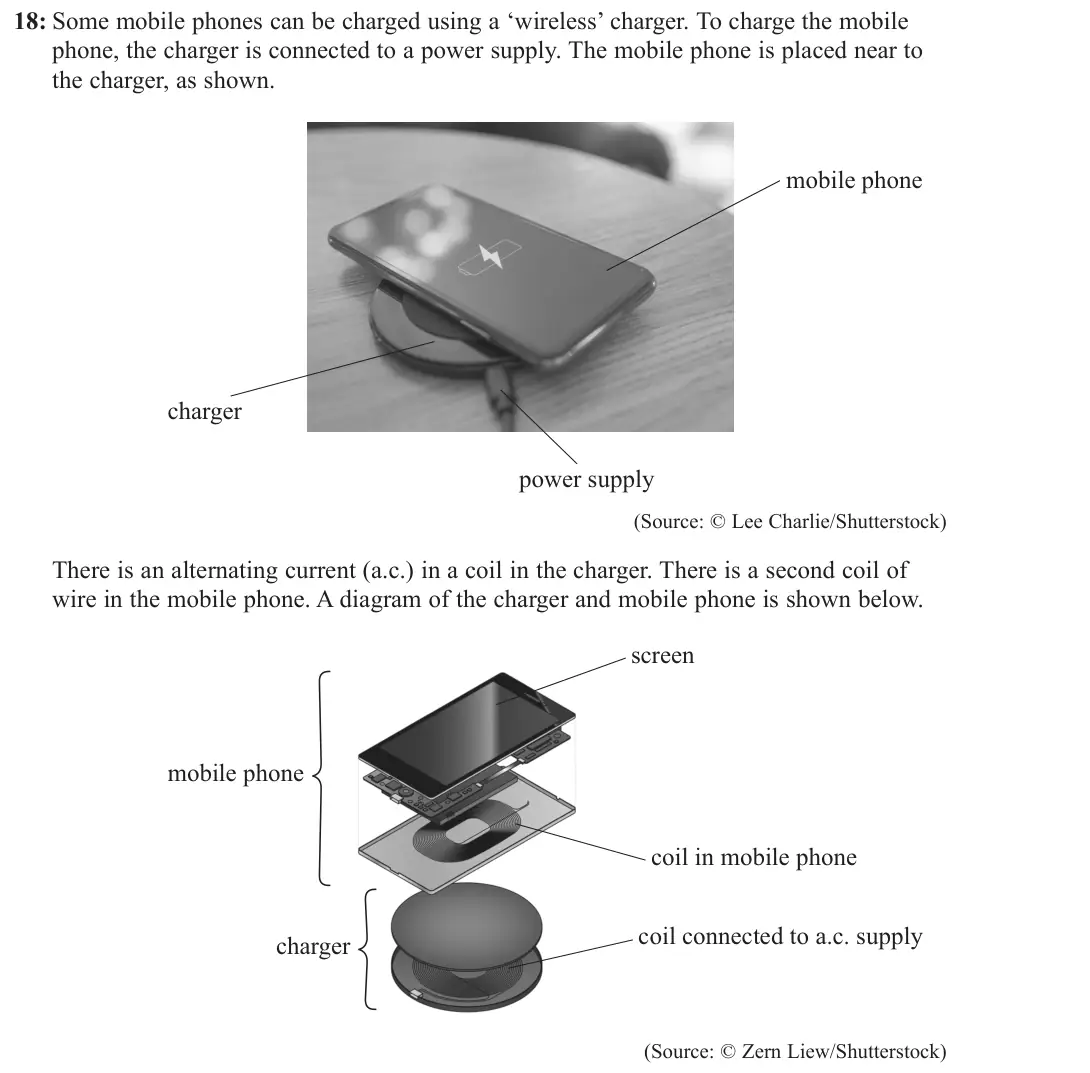 18: Some mobile phones can be charged using a ‘wireless’ charger. To charge the mobile
phone, the charger is connected to a power supply. The mobile phone is placed near to
the charger, as shown.
mobile phone
charger
power supply
(Source: © Lee Charlie/Shutterstock)
There is an alternating current (a.c.) in a coil in the charger. There is a second coil of
wire in the mobile phone. A diagram of the charger and mobile phone is shown below.
screen
mobile phone
coil in mobile phone
coil connected to a.c. supply
charger
(Source: © Zern Liew/Shutterstock)